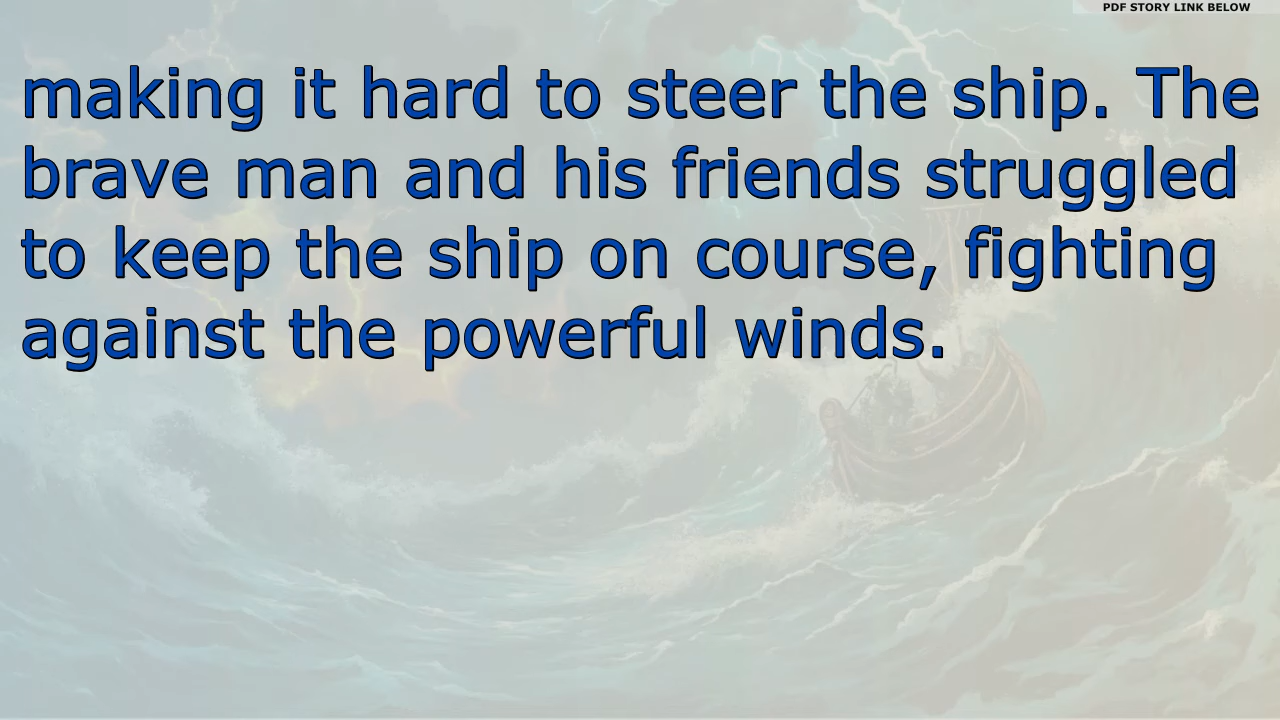 PDF STORY LINK BELOW
making it hard to steer the ship. The
brave man and his friends struggled
to keep the ship on course, fighting
against the powerful winds.